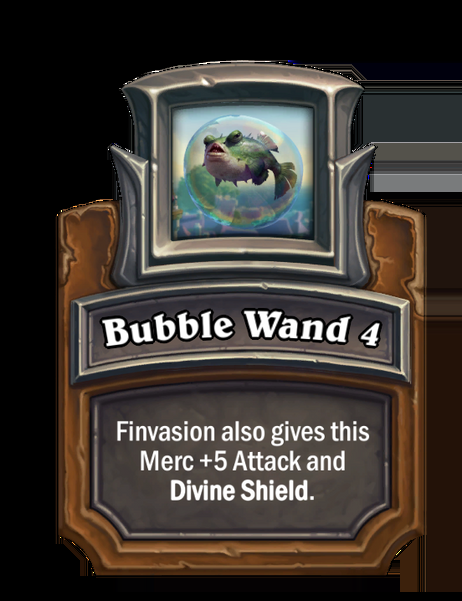 Bubble Wand 4
Finvasion also gives this
Merc +5 Attack and
Divine Shield.